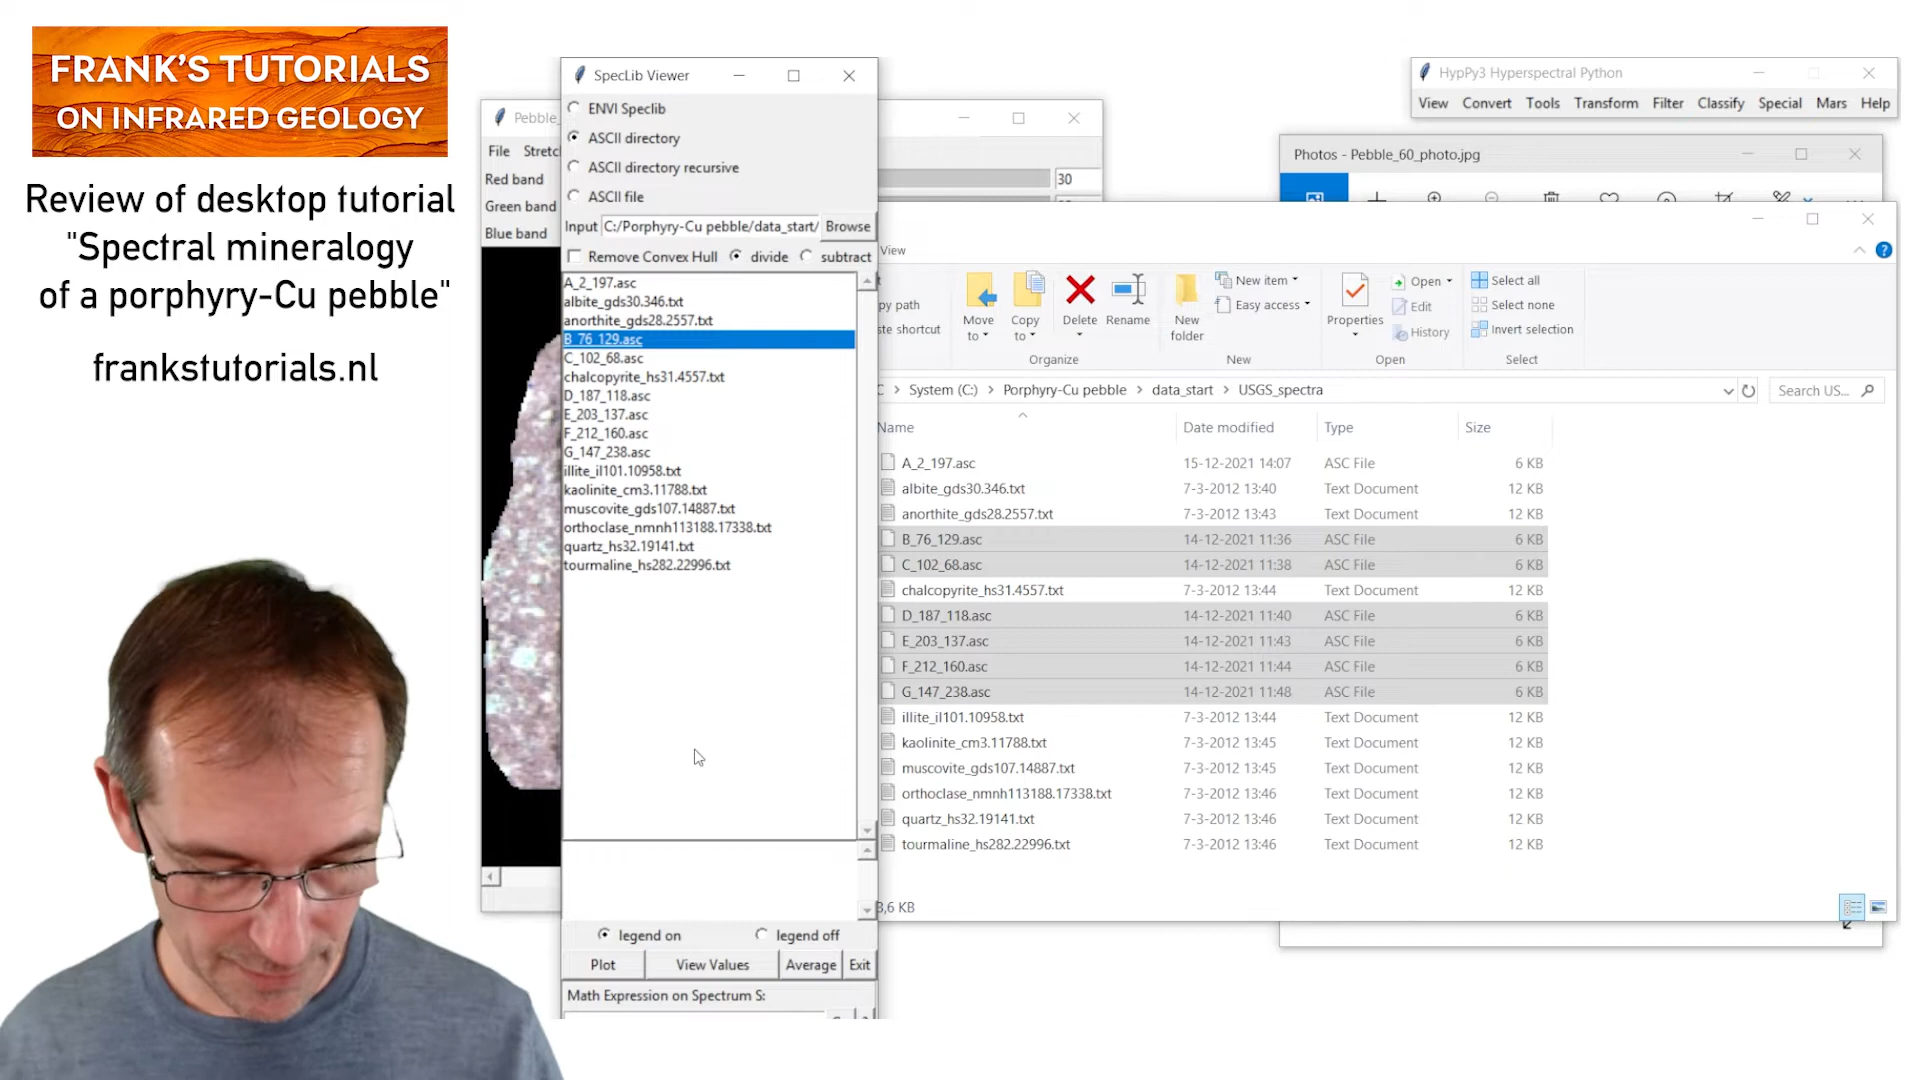 FRANK'S TUTORIALS
ON INFRARED GEOLOGY
Review of desktop tutorial
"Spectral mineralogy
of a porphyry-Cu pebble"
frankstutorials.nl
Pebble_
File Stretc
Red band
Green band
Blue band
30
SpecLib Viewer
ENVI Speclib
ASCII directory
ASCII directory recursive
ASCII file
Input C:/Porphyry-Cu pebble/data_start/ Browse
Remove Convex Hull divide subtract
A_2_197.asc
albite_gds30.346.txt
anorthite_gds28.2557.txt
B_76_129.asc
C_102_68.asc
chalcopyrite_hs31.4557.txt
D_187_118.asc
E_203_137.asc
F_212_160.asc
G_147_238.asc
illite_il101.10958.txt
kaolinite_cm3.11788.txt
muscovite_gds107.14887.txt
orthoclase_nmnh113188.17338.txt
quartz_hs32.19141.txt
tourmaline_hs282.22996.txt
legend on legend off
Plot View Values Average Exit
Math Expression on Spectrum S:
HypPy3 Hyperspectral Python
View Convert Tools Transform Filter Classify Special Mars Help
Photos - Pebble_60_photo.jpg
View
py path
ste shortcut
Move to
Copy to
Delete
Rename
Organize
New folder
New item
Easy access
New
Properties
Open
Edit
History
Open
Select all
Select none
Invert selection
Select
C > System (C:) > Porphyry-Cu pebble > data_start > USGS_spectra
Search US...
Name Date modified Type Size
A_2_197.asc 15-12-2021 14:07 ASC File 6 KB
albite_gds30.346.txt 7-3-2012 13:40 Text Document 12 KB
anorthite_gds28.2557.txt 7-3-2012 13:43 Text Document 12 KB
B_76_129.asc 14-12-2021 11:36 ASC File 6 KB
C_102_68.asc 14-12-2021 11:38 ASC File 6 KB
chalcopyrite_hs31.4557.txt 7-3-2012 13:44 Text Document 12 KB
D_187_118.asc 14-12-2021 11:40 ASC File 6 KB
E_203_137.asc 14-12-2021 11:43 ASC File 6 KB
F_212_160.asc 14-12-2021 11:44 ASC File 6 KB
G_147_238.asc 14-12-2021 11:48 ASC File 6 KB
illite_il101.10958.txt 7-3-2012 13:44 Text Document 12 KB
kaolinite_cm3.11788.txt 7-3-2012 13:45 Text Document 12 KB
muscovite_gds107.14887.txt 7-3-2012 13:45 Text Document 12 KB
orthoclase_nmnh113188.17338.txt 7-3-2012 13:46 Text Document 12 KB
quartz_hs32.19141.txt 7-3-2012 13:46 Text Document 12 KB
tourmaline_hs282.22996.txt 7-3-2012 13:46 Text Document 12 KB
3,6 KB